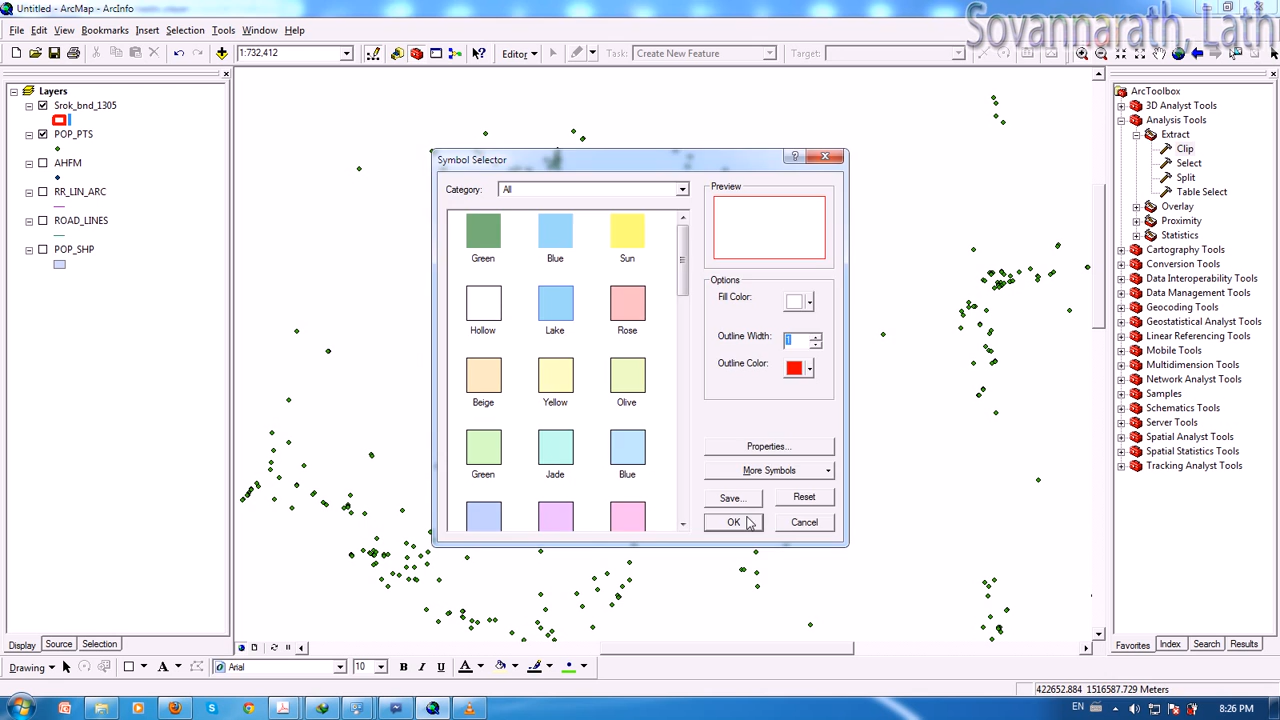 Untitled - ArcMap - ArcInfo
Sovannarath, Lath
File Edit View Bookmarks Insert Selection Tools Window Help
1:732,412
Editor
Task:
Create New Feature
Target:
Layers
Srok_bnd_1305
POP_PTS
AHFM
RR_LIN_ARC
ROAD_LINES
POP_SHP
Symbol Selector
Category:
All
Green
Blue
Sun
Hollow
Lake
Rose
Beige
Yellow
Olive
Green
Jade
Blue
Preview
Options
Fill Color:
Outline Width:
1
Outline Color:
Properties...
More Symbols
Save...
Reset
OK
Cancel
ArcToolbox
3D Analyst Tools
Analysis Tools
Extract
Clip
Select
Split
Table Select
Overlay
Proximity
Statistics
Cartography Tools
Conversion Tools
Data Interoperability Tools
Data Management Tools
Geocoding Tools
Geostatistical Analyst Tools
Linear Referencing Tools
Mobile Tools
Multidimension Tools
Network Analyst Tools
Samples
Schematics Tools
Server Tools
Spatial Analyst Tools
Spatial Statistics Tools
Tracking Analyst Tools
Display Source Selection
Favorites Index Search Results
Drawing
A
Arial
10
B I U A
422652.884 1516587.729 Meters
EN
8:26 PM